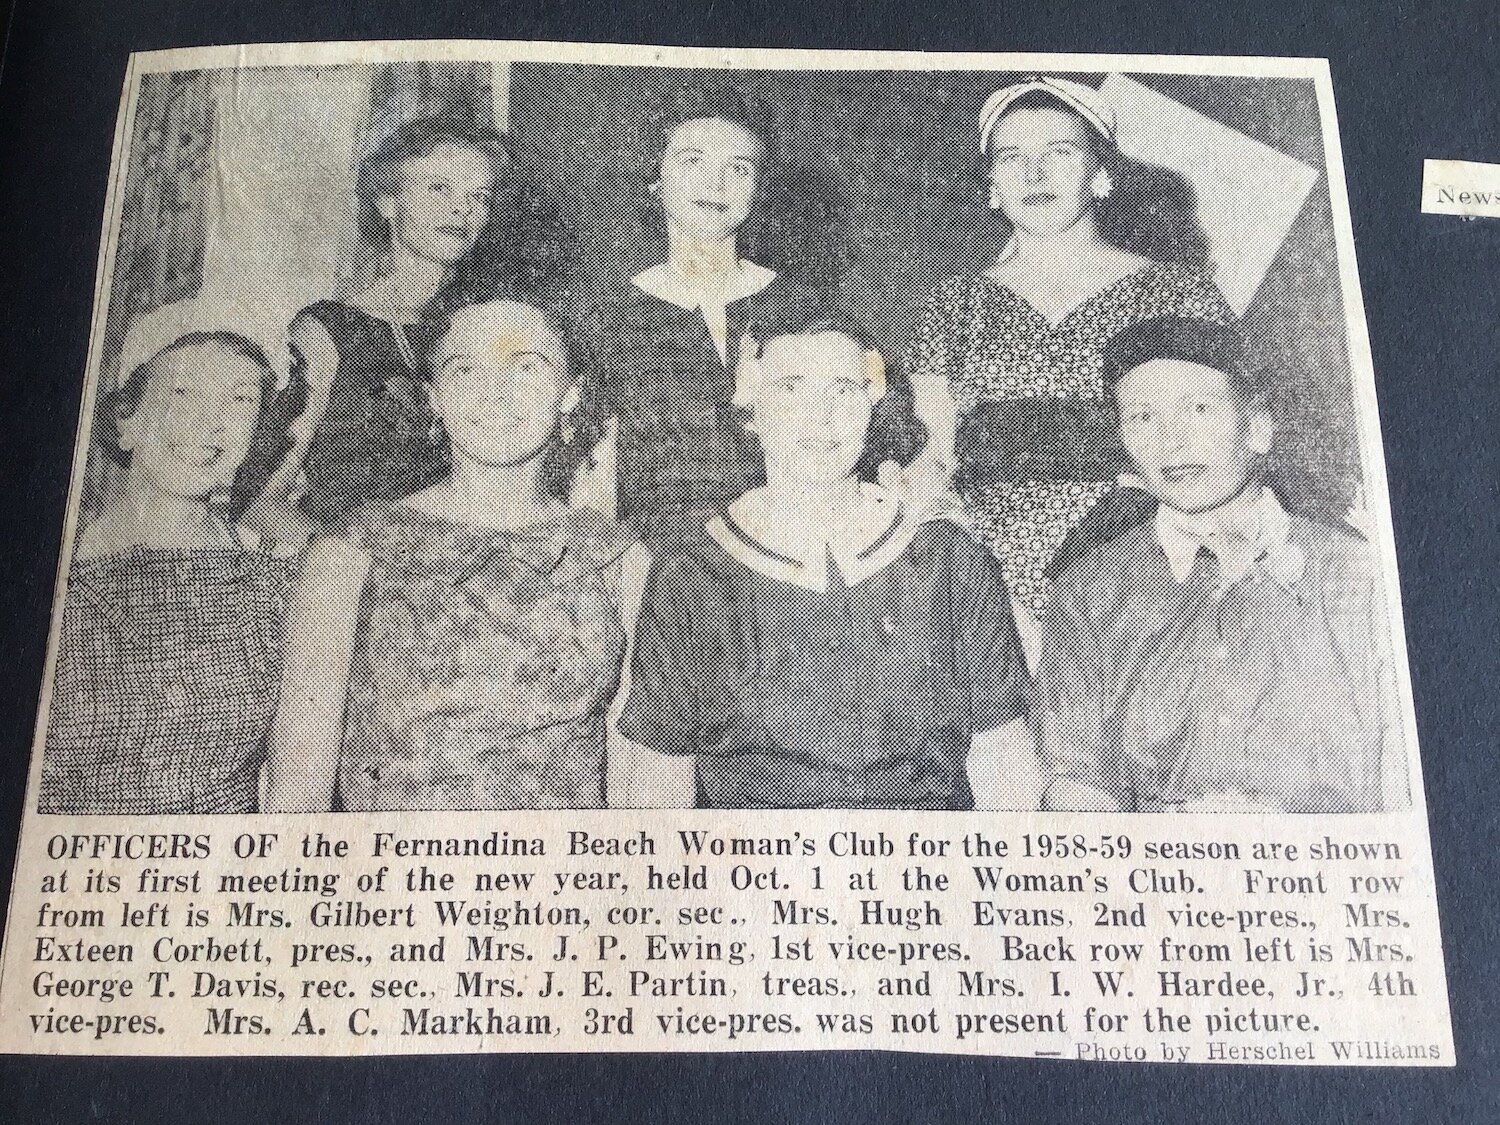 News
OFFICERS OF the Fernandina Beach Woman's Club for the 1958-59 season are shown
at its first meeting of the new year, held Oct. 1 at the Woman's Club. Front row
from left is Mrs. Gilbert Weighton, cor. sec., Mrs. Hugh Evans, 2nd vice-pres., Mrs.
Exteen Corbett, pres., and Mrs. J. P. Ewing, 1st vice-pres. Back row from left is Mrs.
George T. Davis, rec. sec., Mrs. J. E. Partin, treas., and Mrs. I. W. Hardee, Jr., 4th
vice-pres. Mrs. A. C. Markham, 3rd vice-pres. was not present for the picture.
— Photo by Herschel Williams